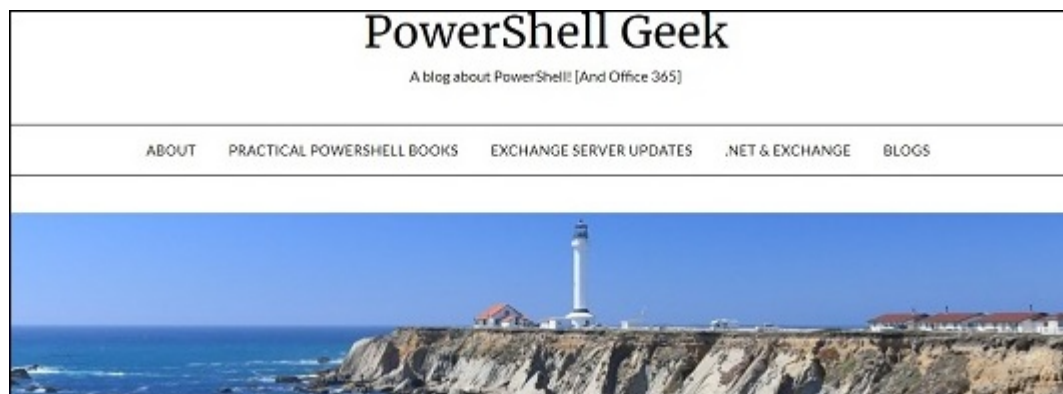 PowerShell Geek
A blog about PowerShell! [And Office 365]
ABOUT PRACTICAL POWERSHELL BOOKS EXCHANGE SERVER UPDATES .NET & EXCHANGE BLOGS